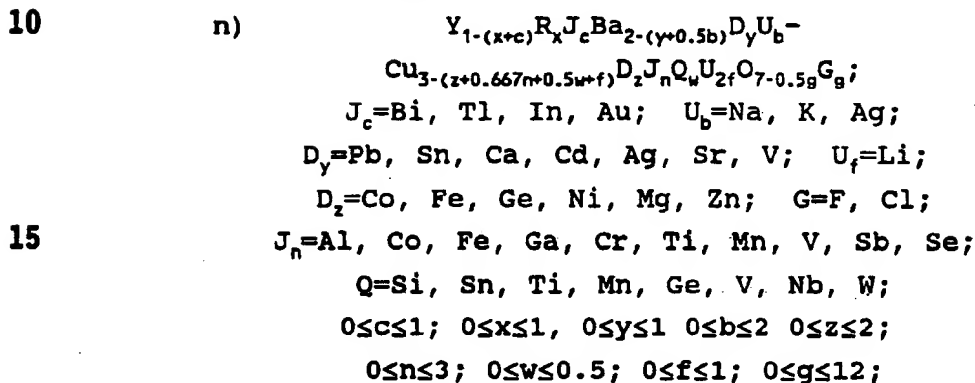 10 n) Y₁₋₍ₓ₊c₎RₓJcBa₂₋₍y₊₀.₅b₎DyUb-
Cu₃₋₍z₊₀.₆₆₇n₊₀.₅w₊f₎DzJnQwU₂fO₇₋₀.₅gGg;
Jc=Bi, Tl, In, Au; Ub=Na, K, Ag;
Dy=Pb, Sn, Ca, Cd, Ag, Sr, V; Uf=Li;
Dz=Co, Fe, Ge, Ni, Mg, Zn; G=F, Cl;
15 Jn=Al, Co, Fe, Ga, Cr, Ti, Mn, V, Sb, Se;
Q=Si, Sn, Ti, Mn, Ge, V, Nb, W;
0≤c≤1; 0≤x≤1, 0≤y≤1 0≤b≤2 0≤z≤2;
0≤n≤3; 0≤w≤0.5; 0≤f≤1; 0≤g≤12;